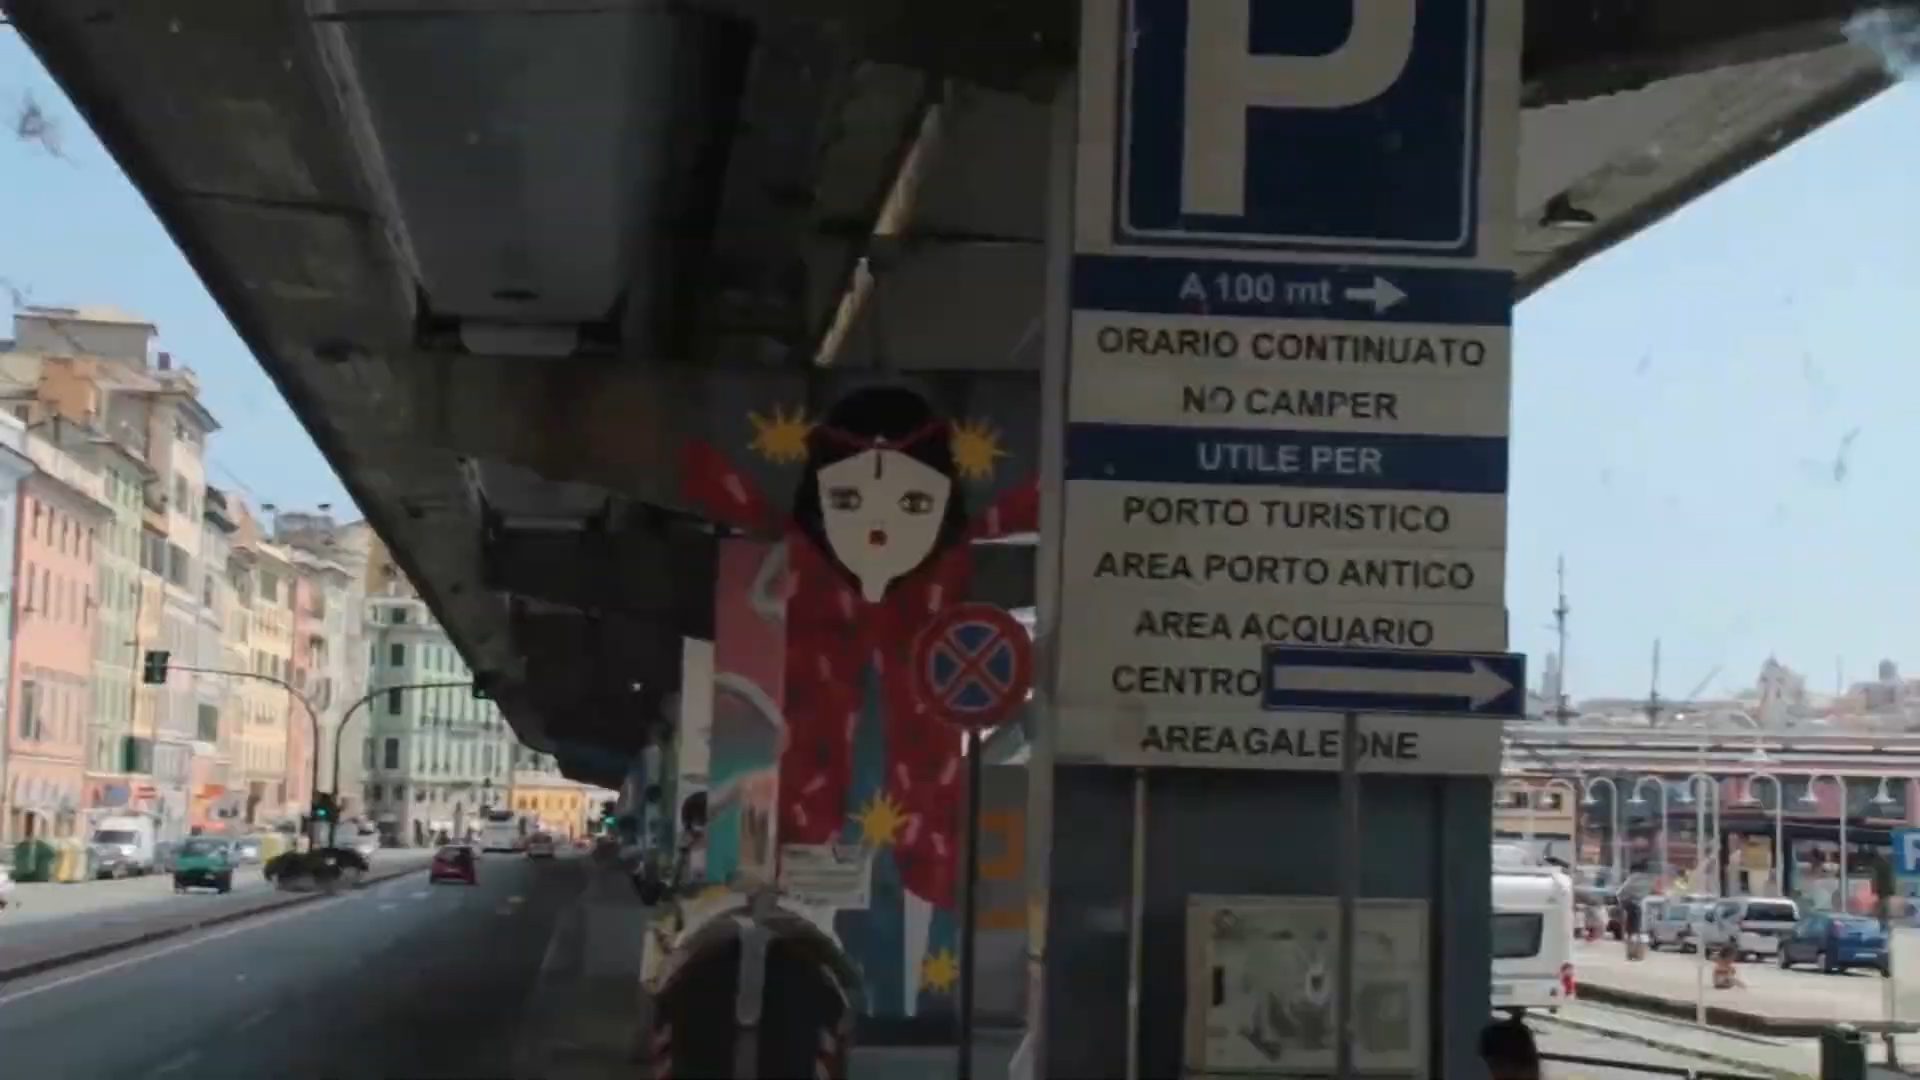 P
A 100 mt
ORARIO CONTINUATO
NO CAMPER
UTILE PER
PORTO TURISTICO
AREA PORTO ANTICO
AREA ACQUARIO
CENTRO
AREA GALEONE
P